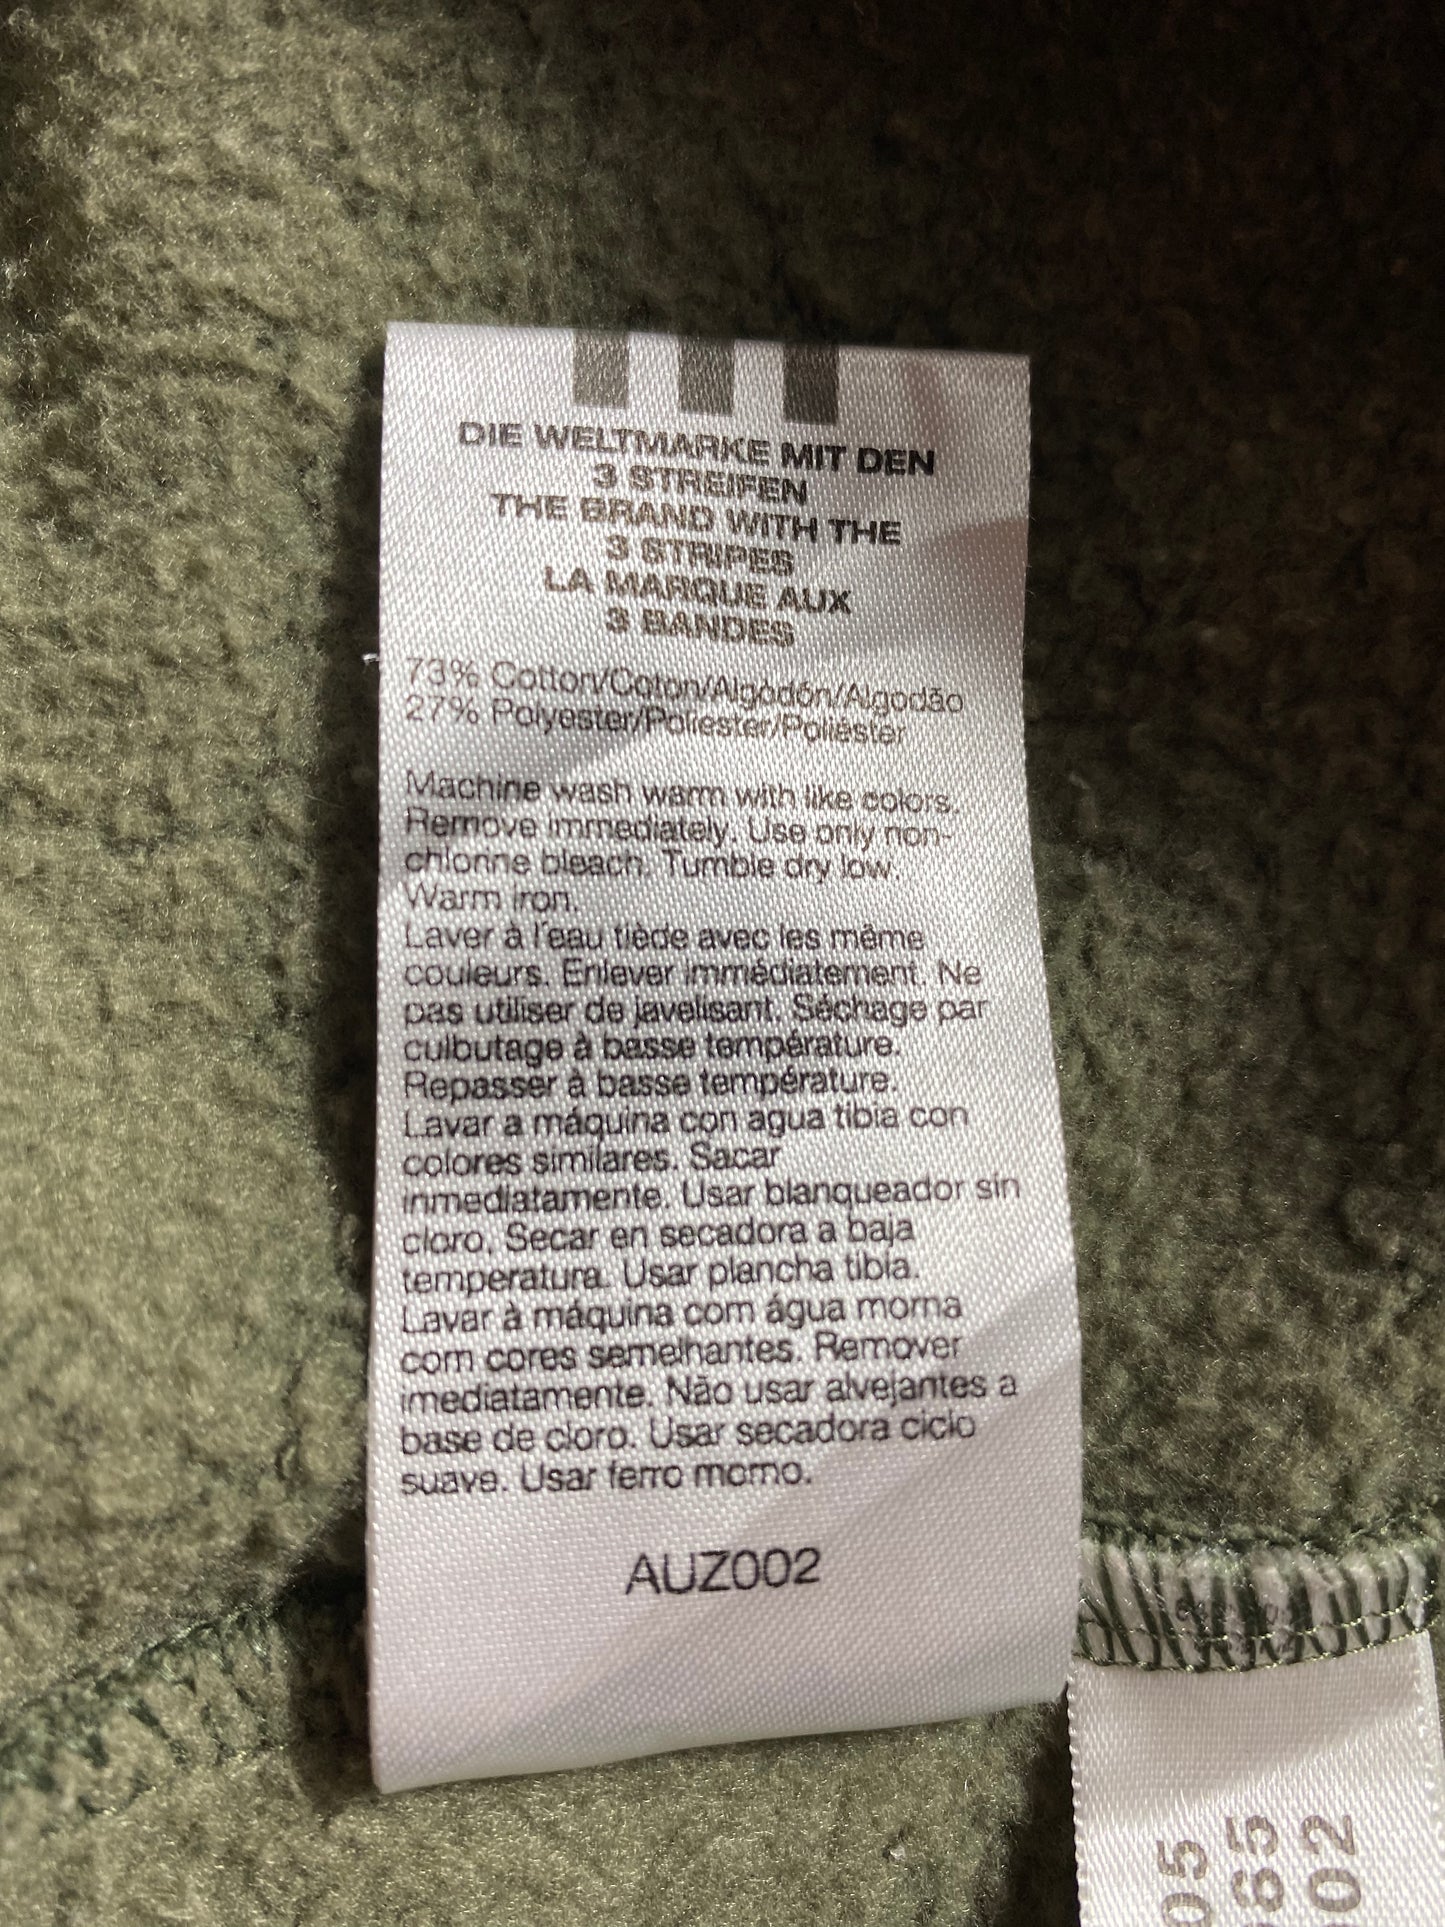 DIE WELTMARKE MIT DEN
3 STREIFEN
THE BRAND WITH THE
3 STRIPES
LA MARQUE AUX
3 BANDES
73% Cotton/Coton/Algodón/Algodão
27% Polyester/Poliester/Poliéster
Machine wash warm with like colors.
Remove immediately. Use only non-
chlorine bleach. Tumble dry low.
Warm iron.
Laver à l'eau tiède avec les même
couleurs. Enlever immédiatement. Ne
pas utiliser de javelisant. Séchage par
culbutage à basse température.
Repasser à basse température.
Lavar a máquina con agua tibia con
colores similares. Sacar
inmediatamente. Usar blanqueador sin
cloro. Secar en secadora a baja
temperatura. Usar plancha tibia.
Lavar à máquina com água morna
com cores semelhantes. Remover
imediatamente. Não usar alvejantes a
base de cloro. Usar secadora ciclo
suave. Usar ferro morno.
AUZ002
05
65
02